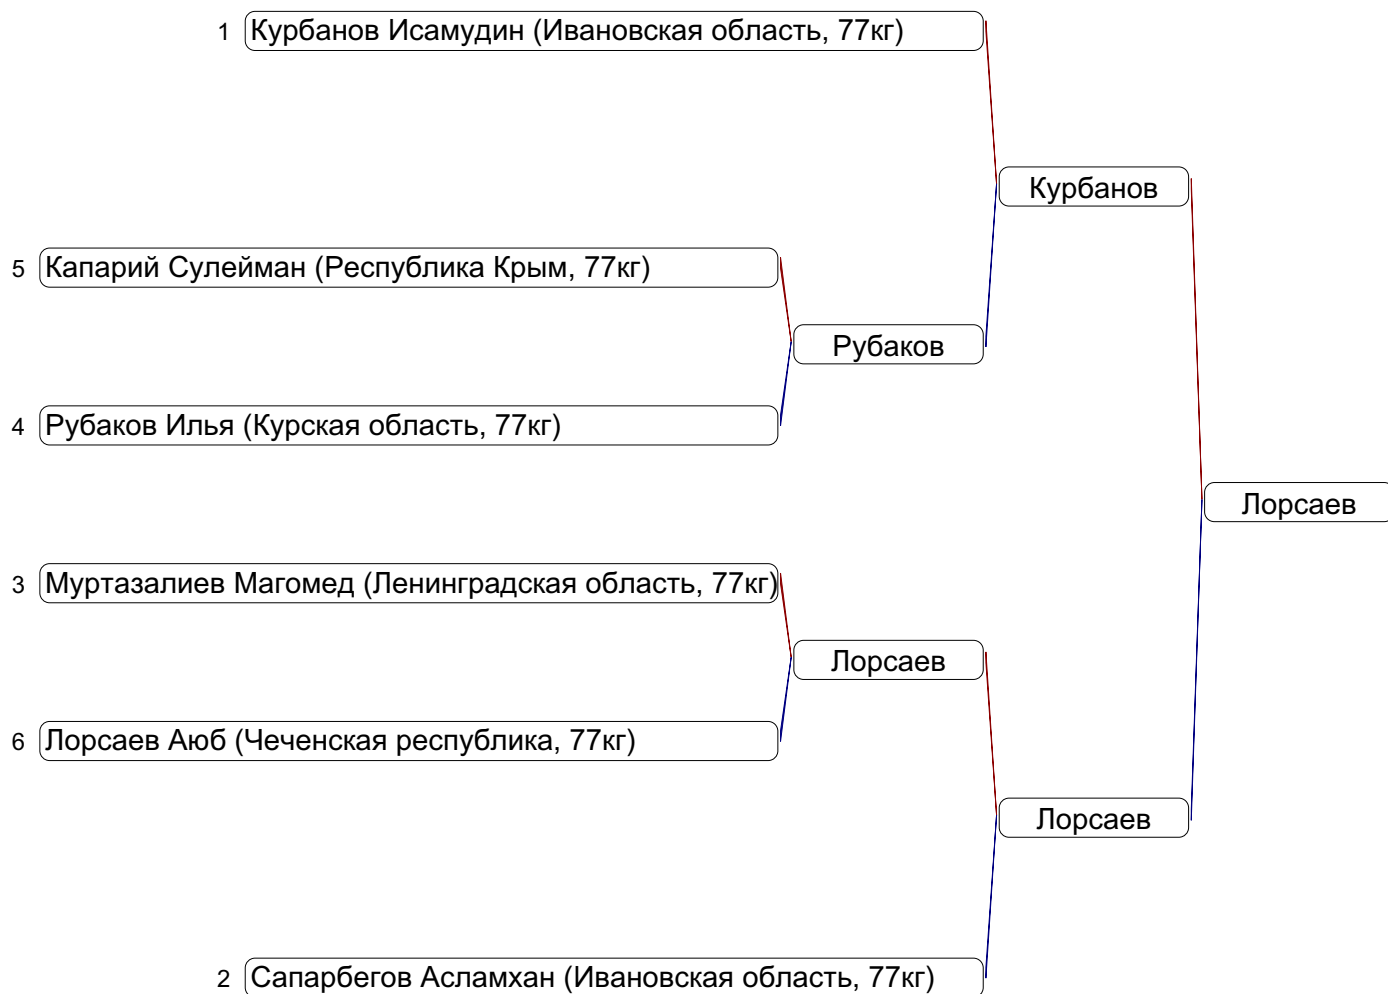 1 Курбанов Исамудин (Ивановская область, 77кг)
Курбанов
5 Капарий Сулейман (Республика Крым, 77кг)
Рубаков
4 Рубаков Илья (Курская область, 77кг)
Лорсаев
3 Муртазалиев Магомед (Ленинградская область, 77кг)
Лорсаев
6 Лорсаев Аюб (Чеченская республика, 77кг)
Лорсаев
2 Сапарбегов Асламхан (Ивановская область, 77кг)